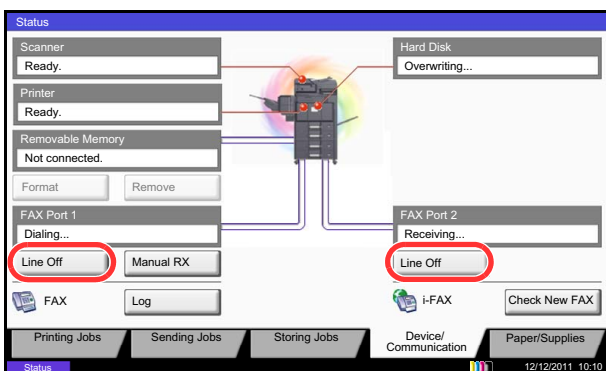 Status
Scanner
Ready.
Hard Disk
Overwriting...
Printer
Ready.
Removable Memory
Not connected.
Format
Remove
FAX Port 1
Dialing...
Line Off
Manual RX
FAX Port 2
Receiving...
Line Off
FAX
Log
i-FAX
Check New FAX
Printing Jobs
Sending Jobs
Storing Jobs
Device/
Communication
Paper/Supplies
Status
12/12/2011 10:10